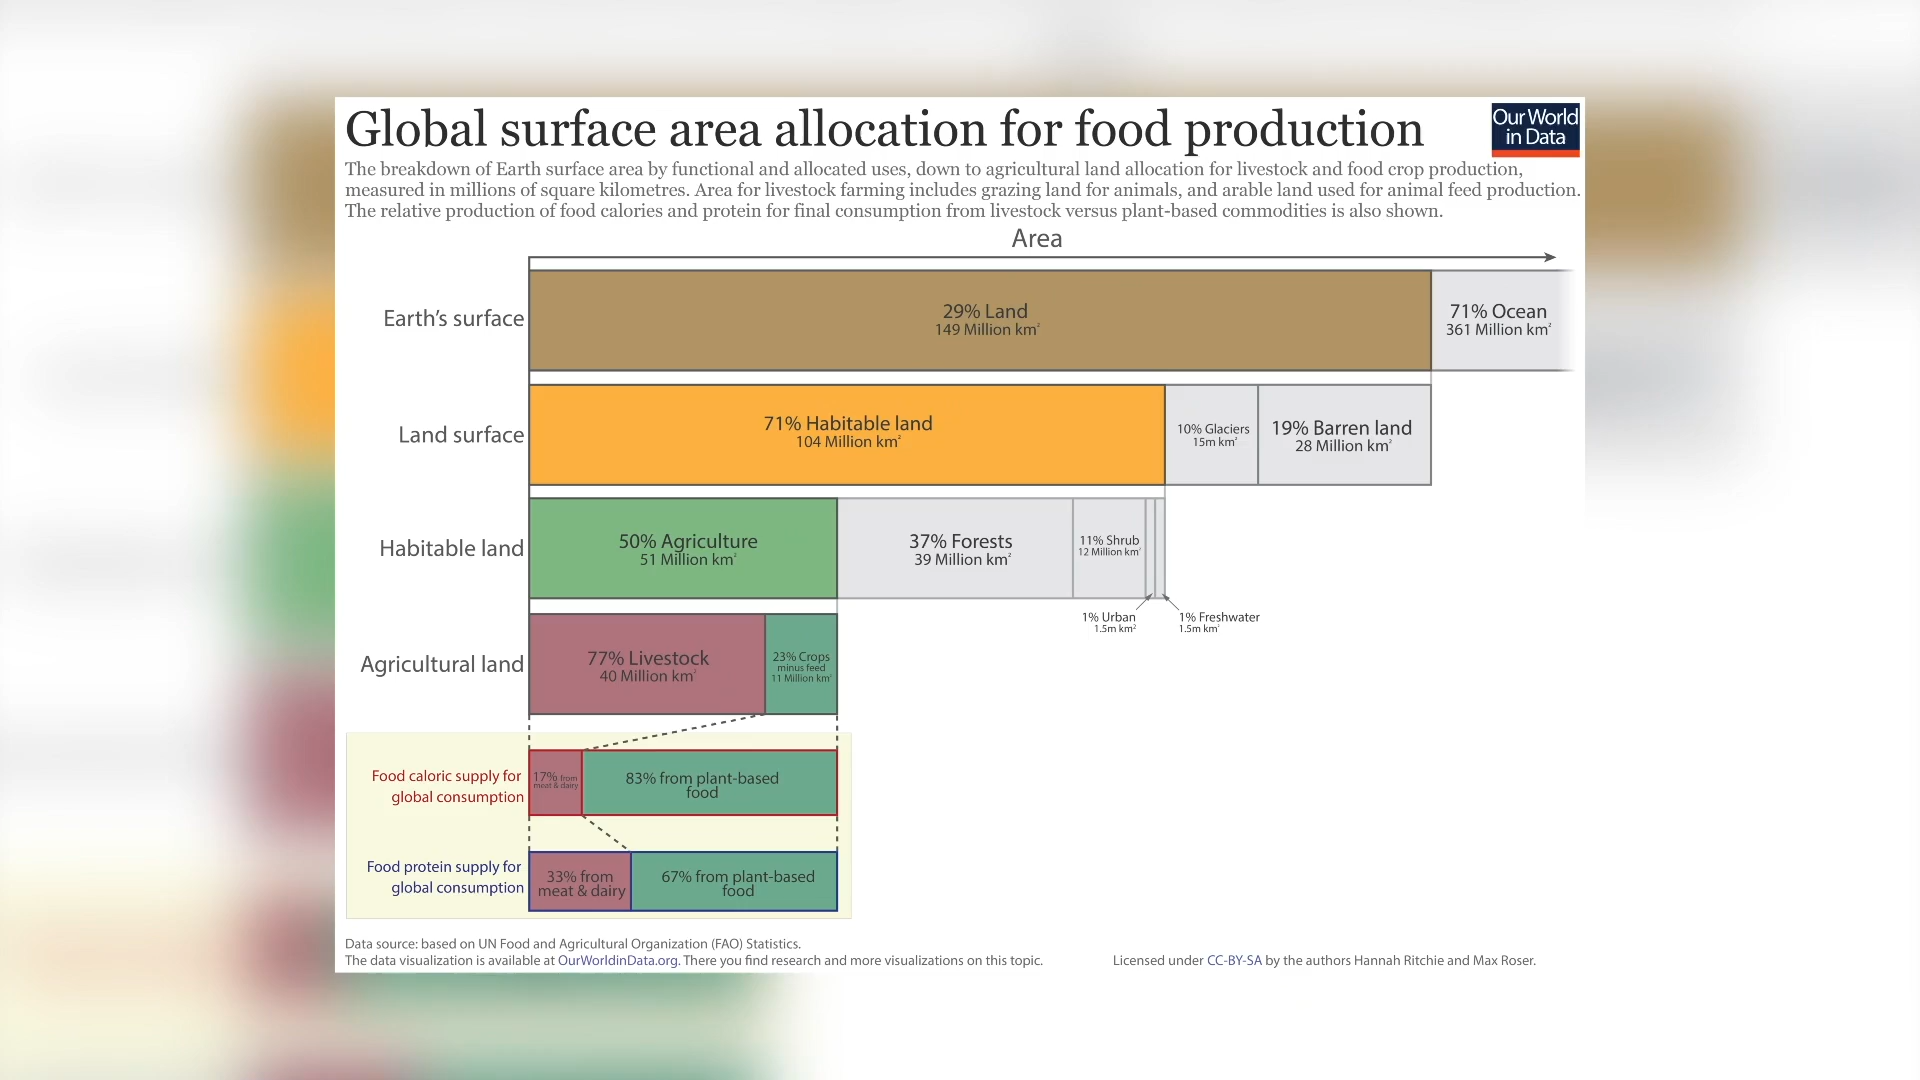 Global surface area allocation for food production
Our World
in Data
The breakdown of Earth surface area by functional and allocated uses, down to agricultural land allocation for livestock and food crop production,
measured in millions of square kilometres. Area for livestock farming includes grazing land for animals, and arable land used for animal feed production.
The relative production of food calories and protein for final consumption from livestock versus plant-based commodities is also shown.
Area
Earth's surface
29% Land
149 Million km²
71% Ocean
361 Million km²
Land surface
71% Habitable land
104 Million km²
10% Glaciers
15m km²
19% Barren land
28 Million km²
Habitable land
50% Agriculture
51 Million km²
37% Forests
39 Million km²
11% Shrub
12 Million km²
1% Urban
1.5m km²
1% Freshwater
1.5m km²
Agricultural land
77% Livestock
40 Million km²
23% Crops
minus feed
11 Million km²
Food caloric supply for
global consumption
17% from
meat & dairy
83% from plant-based
food
Food protein supply for
global consumption
33% from
meat & dairy
67% from plant-based
food
Data source: based on UN Food and Agricultural Organization (FAO) Statistics.
The data visualization is available at OurWorldinData.org. There you find research and more visualizations on this topic.
Licensed under CC-BY-SA by the authors Hannah Ritchie and Max Roser.